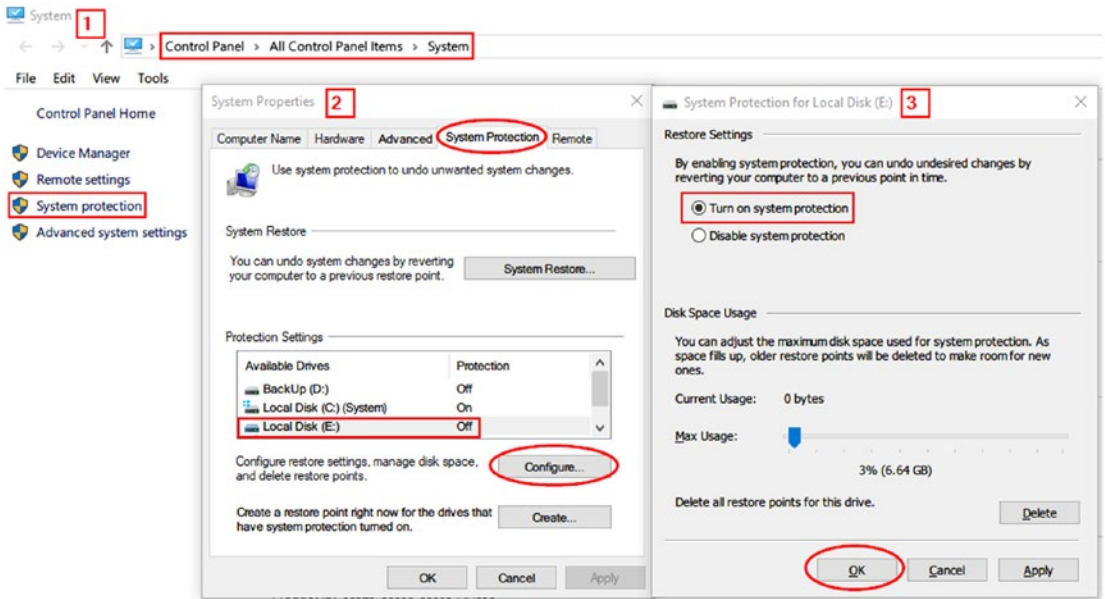 System 1
Control Panel > All Control Panel Items > System
File Edit View Tools
Control Panel Home
Device Manager
Remote settings
System protection
Advanced system settings
System Properties 2
Computer Name Hardware Advanced System Protection Remote
Use system protection to undo unwanted system changes.
System Restore
You can undo system changes by reverting
your computer to a previous restore point.
System Restore...
Protection Settings
Available Drives Protection
BackUp (D:) Off
Local Disk (C:) (System) On
Local Disk (E:) Off
Configure restore settings, manage disk space,
and delete restore points.
Configure...
Create a restore point right now for the drives that
have system protection turned on.
Create...
OK Cancel Apply
System Protection for Local Disk (E:) 3
Restore Settings
By enabling system protection, you can undo undesired changes by
reverting your computer to a previous point in time.
Turn on system protection
Disable system protection
Disk Space Usage
You can adjust the maximum disk space used for system protection. As
space fills up, older restore points will be deleted to make room for new
ones.
Current Usage: 0 bytes
Max Usage:
3% (6.64 GB)
Delete all restore points for this drive.
Delete
OK Cancel Apply